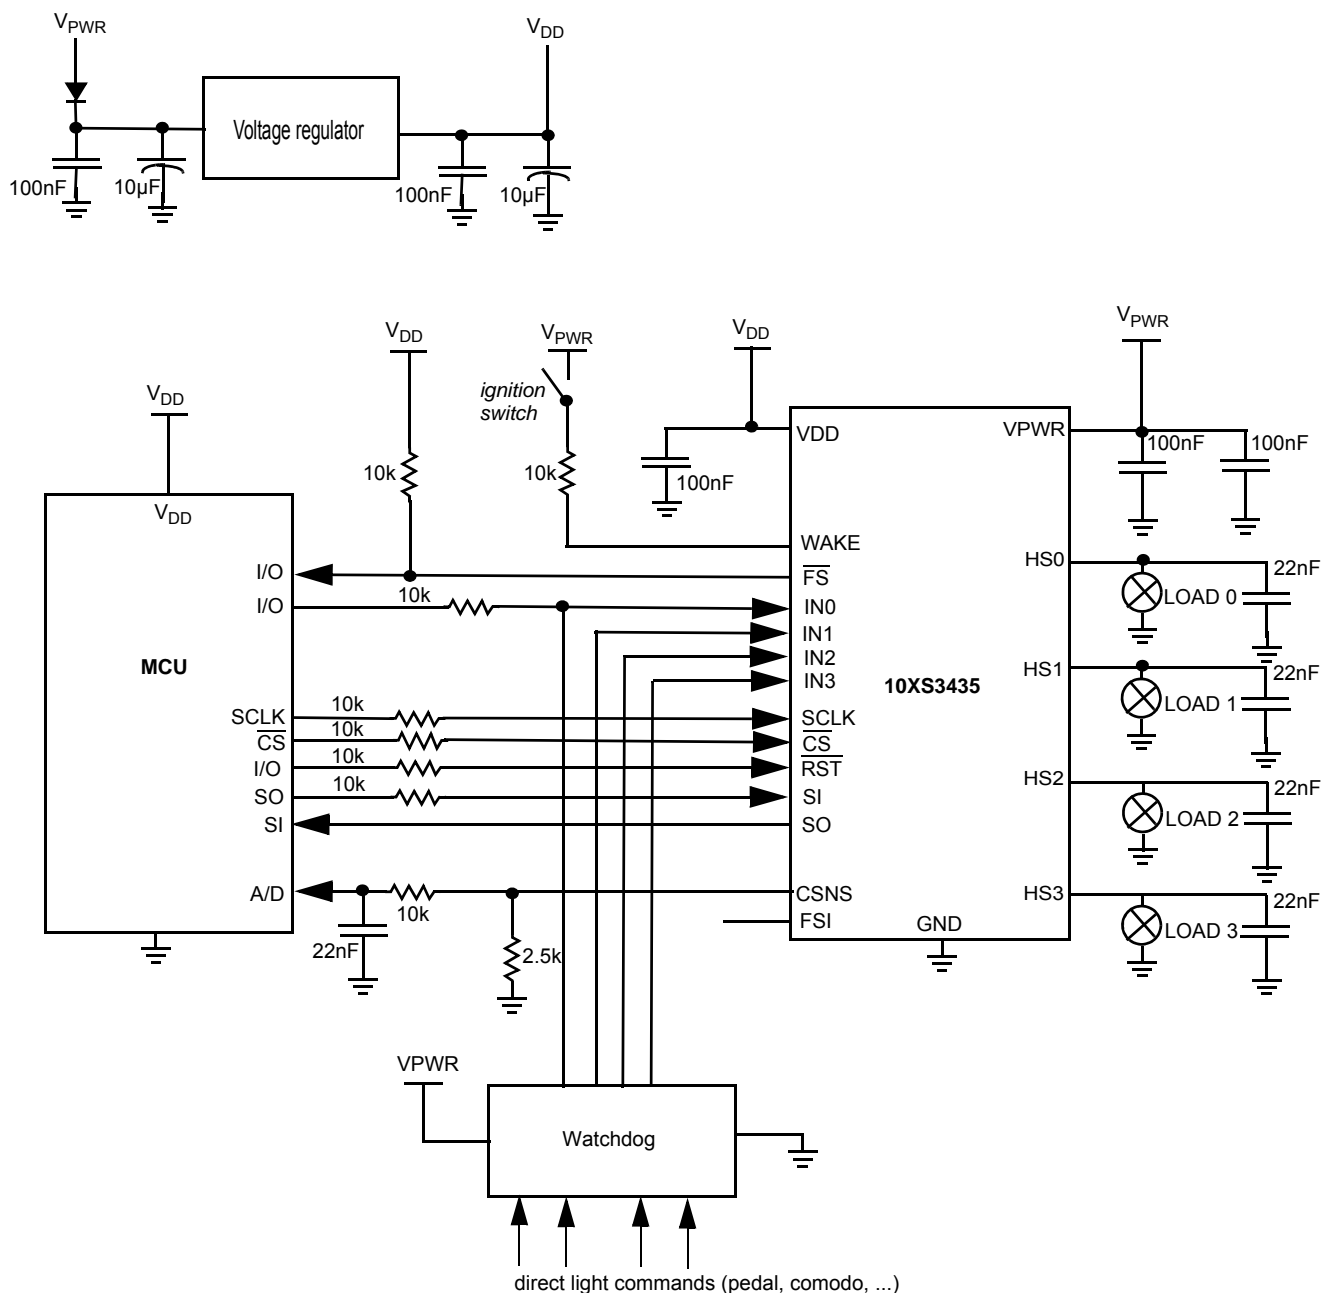 VPWR
VDD
Voltage regulator
100nF
10µF
100nF
10µF
VDD
VPWR
VDD
VPWR
ignition
switch
VDD
10k
10k
100nF
VDD
MCU
I/O
I/O
SCLK
CS
I/O
SO
SI
A/D
10k
10k
10k
10k
10k
10k
22nF
2.5k
VDD
WAKE
FS
IN0
IN1
IN2
IN3
SCLK
CS
RST
SI
SO
CSNS
FSI
GND
10XS3435
VPWR
HS0
HS1
HS2
HS3
100nF
100nF
22nF
LOAD 0
22nF
LOAD 1
22nF
LOAD 2
22nF
LOAD 3
VPWR
Watchdog
direct light commands (pedal, comodo, ...)